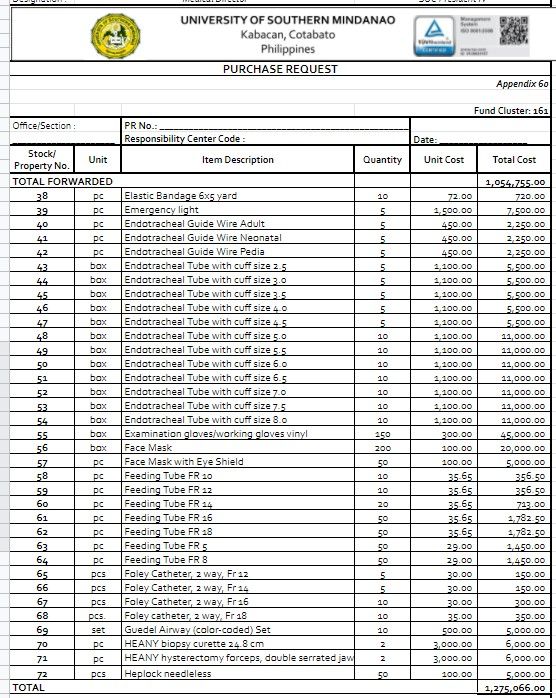 UNIVERSITY OF SOUTHERN MINDANAO
Kabacan, Cotabato
Philippines
PURCHASE REQUEST
Appendix 60
Fund Cluster: 161
Office/Section : PR No.:
Responsibility Center Code : Date:
Stock/ Property No. Unit Item Description Quantity Unit Cost Total Cost
TOTAL FORWARDED 1,054,755.00
38 pc Elastic Bandage 6x5 yard 10 72.00 720.00
39 pc Emergency light 5 1,500.00 7,500.00
40 pc Endotracheal Guide Wire Adult 5 450.00 2,250.00
41 pc Endotracheal Guide Wire Neonatal 5 450.00 2,250.00
42 pc Endotracheal Guide Wire Pedia 5 450.00 2,250.00
43 box Endotracheal Tube with cuff size 2.5 5 1,100.00 5,500.00
44 box Endotracheal Tube with cuff size 3.0 5 1,100.00 5,500.00
45 box Endotracheal Tube with cuff size 3.5 5 1,100.00 5,500.00
46 box Endotracheal Tube with cuff size 4.0 5 1,100.00 5,500.00
47 box Endotracheal Tube with cuff size 4.5 5 1,100.00 5,500.00
48 box Endotracheal Tube with cuff size 5.0 10 1,100.00 11,000.00
49 box Endotracheal Tube with cuff size 5.5 10 1,100.00 11,000.00
50 box Endotracheal Tube with cuff size 6.0 10 1,100.00 11,000.00
51 box Endotracheal Tube with cuff size 6.5 10 1,100.00 11,000.00
52 box Endotracheal Tube with cuff size 7.0 10 1,100.00 11,000.00
53 box Endotracheal Tube with cuff size 7.5 10 1,100.00 11,000.00
54 box Endotracheal Tube with cuff size 8.0 10 1,100.00 11,000.00
55 box Examination gloves/working gloves vinyl 150 300.00 45,000.00
56 box Face Mask 200 100.00 20,000.00
57 pc Face Mask with Eye Shield 50 100.00 5,000.00
58 pc Feeding Tube FR 10 10 35.65 356.50
59 pc Feeding Tube FR 12 10 35.65 356.50
60 pc Feeding Tube FR 14 20 35.65 713.00
61 pc Feeding Tube FR 16 50 35.65 1,782.50
62 pc Feeding Tube FR 18 50 35.65 1,782.50
63 pc Feeding Tube FR 5 50 29.00 1,450.00
64 pc Feeding Tube FR 8 50 29.00 1,450.00
65 pcs Foley Catheter, 2 way, Fr 12 5 30.00 150.00
66 pcs Foley Catheter, 2 way, Fr 14 5 30.00 150.00
67 pcs Foley Catheter, 2 way, Fr 16 10 30.00 300.00
68 pcs. Foley catheter, 2 way, Fr 18 10 35.00 350.00
69 set Guedel Airway (color-coded) Set 10 500.00 5,000.00
70 pc HEANY biopsy curette 24.8 cm 2 3,000.00 6,000.00
71 pc HEANY hysterectomy forceps, double serrated jaw 2 3,000.00 6,000.00
72 pcs Heplock needleless 50 100.00 5,000.00
TOTAL 1,275,066.00